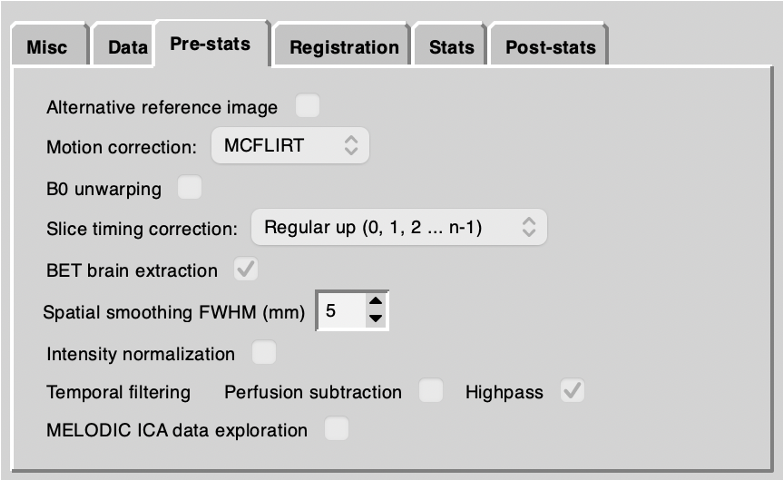 Misc Data Pre-stats Registration Stats Post-stats
Alternative reference image
Motion correction: MCFLIRT
B0 unwarping
Slice timing correction: Regular up (0, 1, 2 ... n-1)
BET brain extraction
Spatial smoothing FWHM (mm) 5
Intensity normalization
Temporal filtering Perfusion subtraction Highpass
MELODIC ICA data exploration